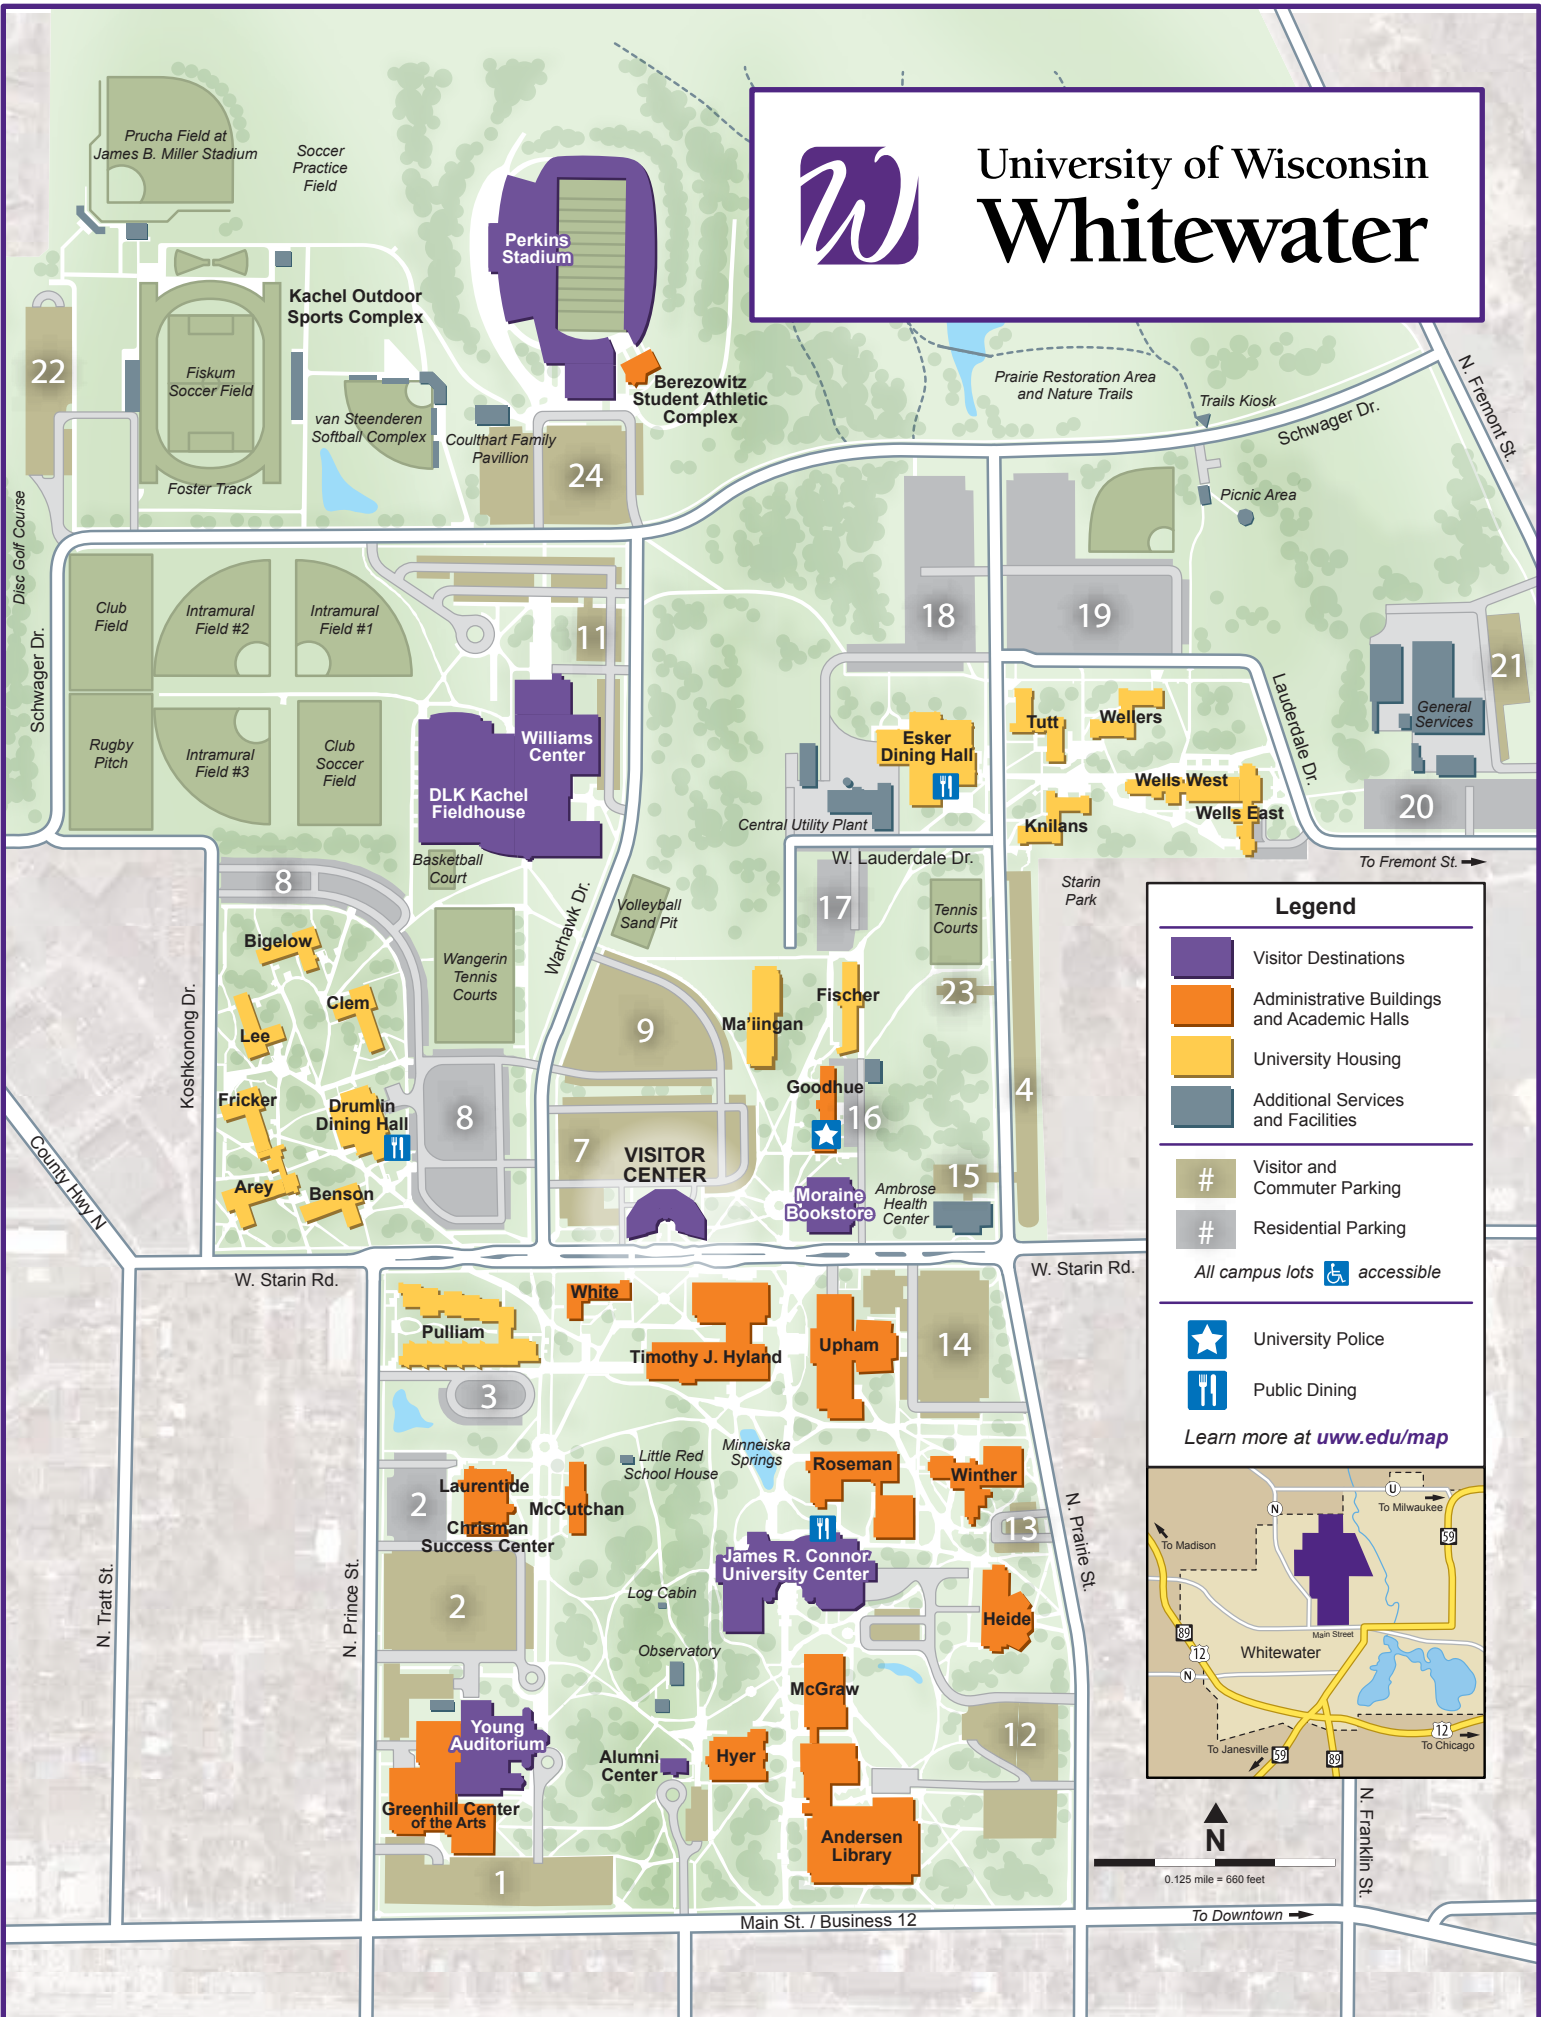 University of Wisconsin
Whitewater
Prucha Field at
James B. Miller Stadium
Soccer
Practice
Field
Perkins
Stadium
Kachel Outdoor
Sports Complex
22
Fiskum
Soccer Field
van Steenderen
Softball Complex
Coulthart Family
Pavilion
Berezowitz
Student Athletic
Complex
24
Foster Track
Disc Golf Course
Prairie Restoration Area
and Nature Trails
Trails Kiosk
Schwager Dr.
N. Fremont St.
Picnic Area
Club
Field
Intramural
Field #2
Intramural
Field #1
11
18
19
21
Schwager Dr.
Rugby
Pitch
Intramural
Field #3
Club
Soccer
Field
Williams
Center
DLK Kachel
Fieldhouse
Esker
Dining Hall
Tutt
Wellers
Lauderdale Dr.
General
Services
Wells West
Wells East
Knilans
20
Central Utility Plant
W. Lauderdale Dr.
To Fremont St.
Basketball
Court
8
Volleyball
Sand Pit
Warhawk Dr.
17
Tennis
Courts
Starin
Park
Bigelow
Wangerin
Tennis
Courts
Clem
Lee
Koshkonong Dr.
9
Ma'iingan
Fischer
23
Fricker
Drumlin
Dining Hall
8
Goodhue
16
4
7
VISITOR
CENTER
Arey
Benson
Moraine
Bookstore
Ambrose
Health
Center
15
County Hwy N
W. Starin Rd.
W. Starin Rd.
Legend
Visitor Destinations
Administrative Buildings
and Academic Halls
University Housing
Additional Services
and Facilities
#
Visitor and
Commuter Parking
#
Residential Parking
All campus lots
accessible
University Police
Public Dining
Learn more at uww.edu/map
White
Pulliam
Timothy J. Hyland
Upham
14
3
Little Red
School House
Minneiska
Springs
Roseman
Winther
2
Laurentide
McCutchan
Chrisman
Success Center
13
N. Prairie St.
James R. Connor
University Center
2
Log Cabin
Heide
N. Tratt St.
N. Prince St.
Observatory
McGraw
Young
Auditorium
Alumni
Center
Hyer
12
Greenhill Center
of the Arts
Andersen
Library
1
Main St. / Business 12
To Downtown
N. Franklin St.
N
0.125 mile = 660 feet
N
U
To Milwaukee
59
To Madison
89
12
N
Main Street
Whitewater
12
To Janesville
59
89
To Chicago